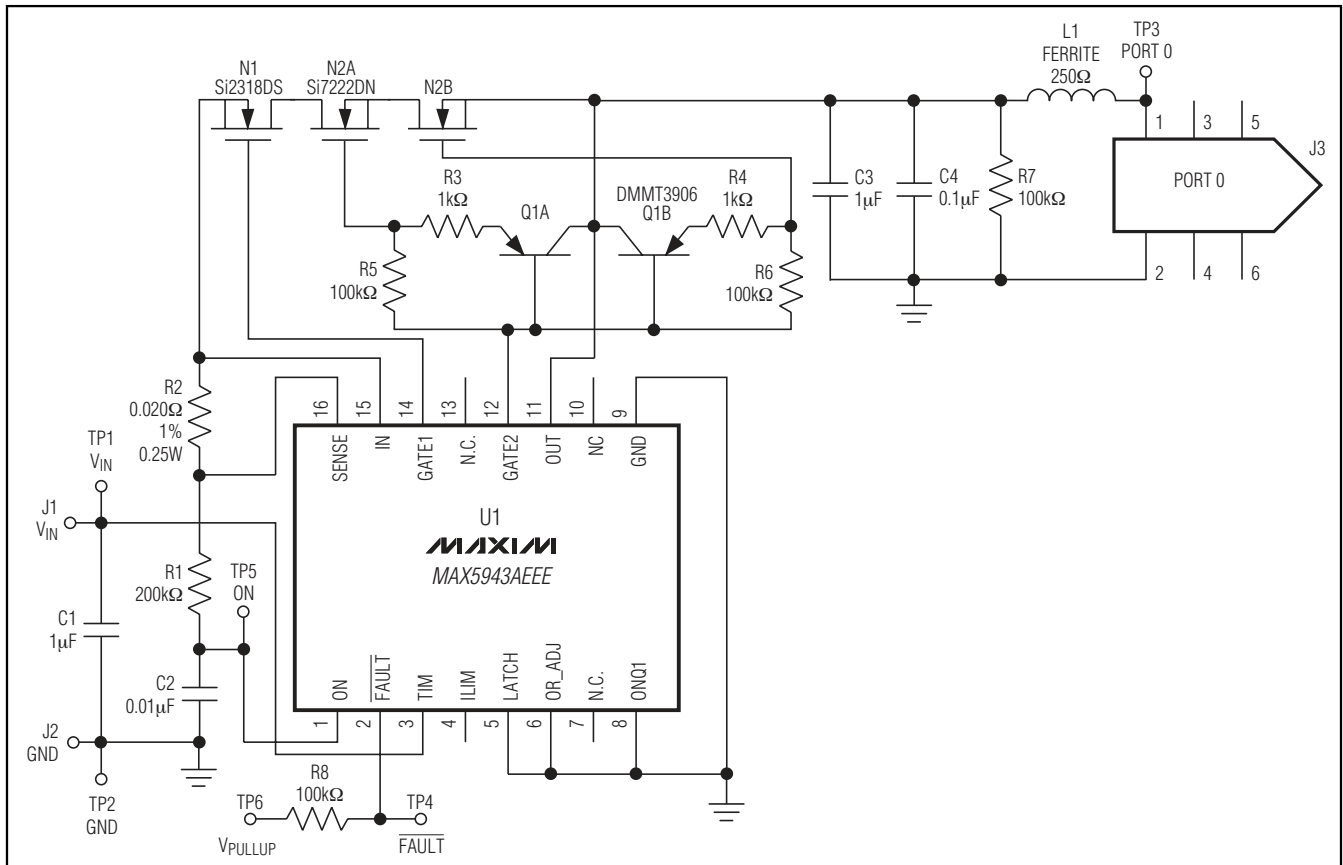 N1
Si2318DS
N2A
Si7222DN
N2B
L1
FERRITE
250Ω
TP3
PORT 0
1
3
5
J3
PORT 0
2
4
6
R3
1kΩ
Q1A
DMMT3906
Q1B
R4
1kΩ
C3
1µF
C4
0.1µF
R7
100kΩ
R5
100kΩ
R6
100kΩ
R2
0.020Ω
1%
0.25W
16
15
14
13
12
11
10
9
SENSE
IN
GATE1
N.C.
GATE2
OUT
NC
GND
TP1
VIN
J1
VIN
U1
MAXIM
MAX5943AEEE
R1
200kΩ
TP5
ON
C1
1µF
C2
0.01µF
ON
FAULT
TIM
ILIM
LATCH
OR_ADJ
N.C.
ONQ1
1
2
3
4
5
6
7
8
J2
GND
TP2
GND
R8
100kΩ
TP6
VPULLUP
TP4
FAULT